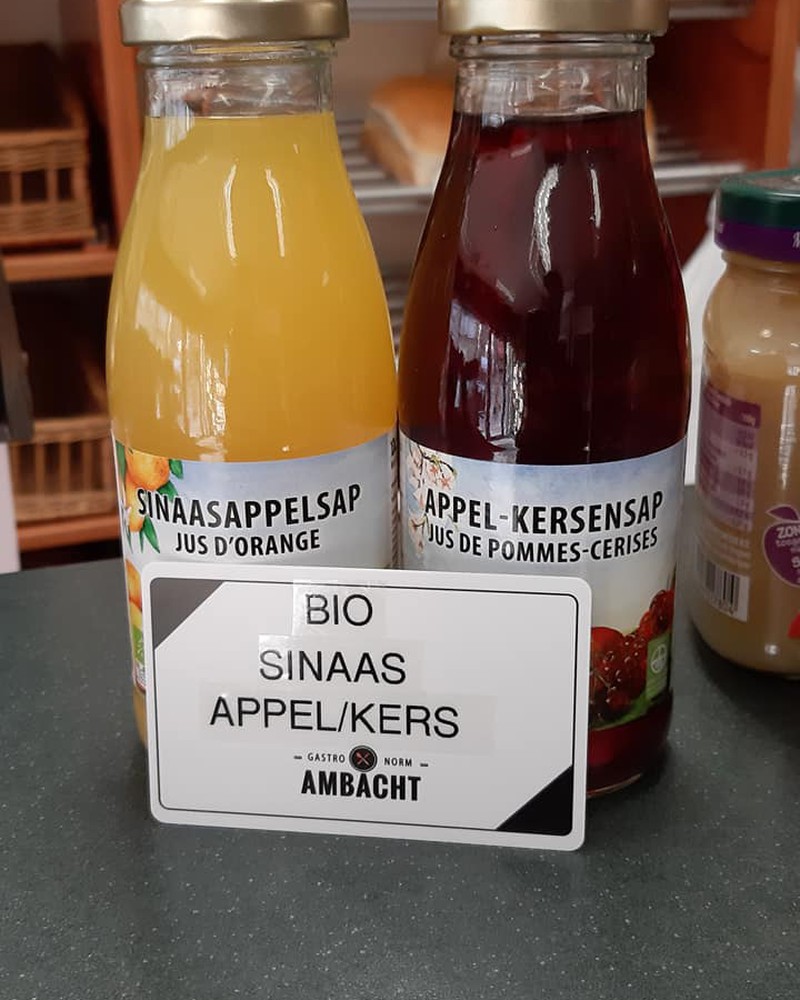 SINAASAPPELSAP
JUS D'ORANGE
APPEL-KERSENSAP
JUS DE POMMES-CERISES
BIO
SINAAS
APPEL/KERS
GASTRO NORM
AMBACHT